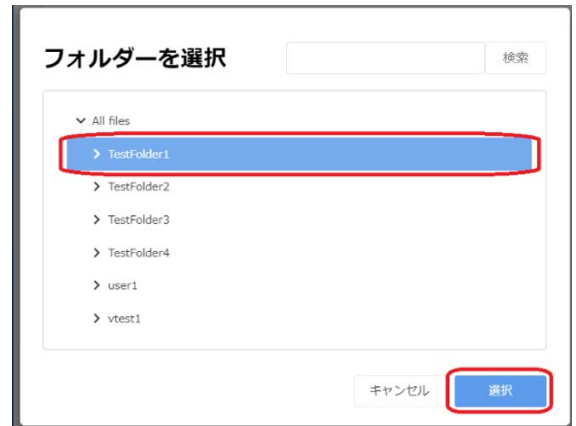 フォルダーを選択
検索
All files
TestFolder1
TestFolder2
TestFolder3
TestFolder4
user1
vtest1
キャンセル
選択